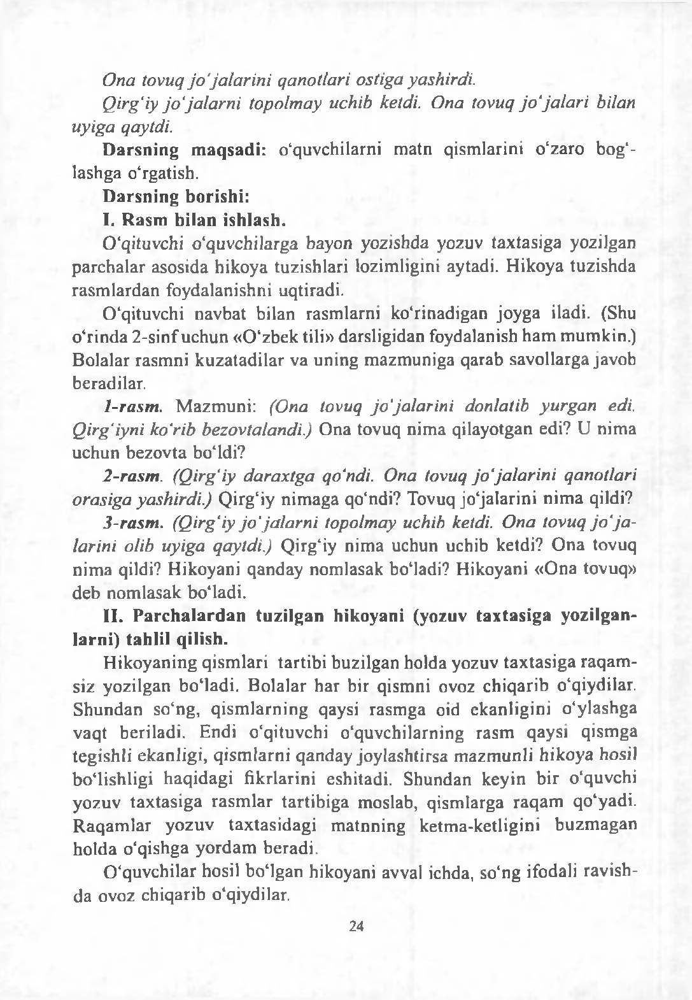 Ona tovuq jo‘jalarini qanotlari ostiga yashirdi.
Qirg‘iy jo‘jalarni topolmay uchib ketdi. Ona tovuq jo‘jalari bilan
uyiga qaytdi.
Darsning maqsadi: o‘quvchilarni matn qismlarini o‘zaro bog‘-
lashga o‘rgatish.
Darsning borishi:
I. Rasm bilan ishlash.
O‘qituvchi o‘quvchilarga bayon yozishda yozuv taxtasiga yozilgan
parchalar asosida hikoya tuzishlari lozimligini aytadi. Hikoya tuzishda
rasmlardan foydalanishni uqtiradi.
O‘qituvchi navbat bilan rasmlarni ko‘rinadigan joyga iladi. (Shu
o‘rinda 2-sinf uchun «O‘zbek tili» darsligidan foydalanish ham mumkin.)
Bolalar rasmni kuzatadilar va uning mazmuniga qarab savollarga javob
beradilar.
1-rasm. Mazmuni: (Ona tovuq jo‘jalarini donlatib yurgan edi.
Qirg‘iyni ko‘rib bezovtalandi.) Ona tovuq nima qilayotgan edi? U nima
uchun bezovta bo‘ldi?
2-rasm. (Qirg‘iy daraxtga qo‘ndi. Ona tovuq jo‘jalarini qanotlari
orasiga yashirdi.) Qirg‘iy nimaga qo‘ndi? Tovuq jo‘jalarini nima qildi?
3-rasm. (Qirg‘iy jo‘jalarni topolmay uchib ketdi. Ona tovuq jo‘ja-
larini olib uyiga qaytdi.) Qirg‘iy nima uchun uchib ketdi? Ona tovuq
nima qildi? Hikoyani qanday nomlasak bo‘ladi? Hikoyani «Ona tovuq»
deb nomlasak bo‘ladi.
II. Parchalardan tuzilgan hikoyani (yozuv taxtasiga yozilgan-
larni) tahlil qilish.
Hikoyaning qismlari tartibi buzilgan holda yozuv taxtasiga raqam-
siz yozilgan bo‘ladi. Bolalar har bir qismni ovoz chiqarib o‘qiydilar.
Shundan so‘ng, qismlarning qaysi rasmga oid ekanligini o‘ylashga
vaqt beriladi. Endi o‘qituvchi o‘quvchilarning rasm qaysi qismga
tegishli ekanligi, qismlarni qanday joylashtirsa mazmunli hikoya hosil
bo‘lishligi haqidagi fikrlarini eshitadi. Shundan keyin bir o‘quvchi
yozuv taxtasiga rasmlar tartibiga moslab, qismlarga raqam qo‘yadi.
Raqamlar yozuv taxtasidagi matnning ketma-ketligini buzmagan
holda o‘qishga yordam beradi.
O‘quvchilar hosil bo‘lgan hikoyani avval ichda, so‘ng ifodali ravish-
da ovoz chiqarib o‘qiydilar.
24